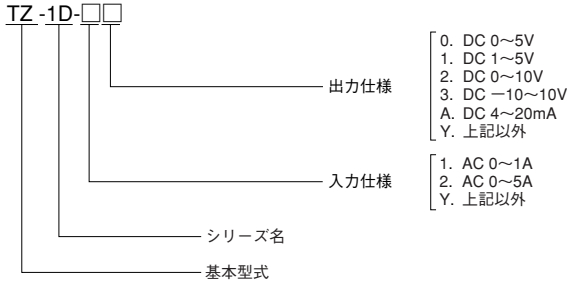 TZ -1D-□□
出力仕様
0. DC 0〜5V
1. DC 1〜5V
2. DC 0〜10V
3. DC −10〜10V
A. DC 4〜20mA
Y. 上記以外
入力仕様
1. AC 0〜1A
2. AC 0〜5A
Y. 上記以外
シリーズ名
基本型式